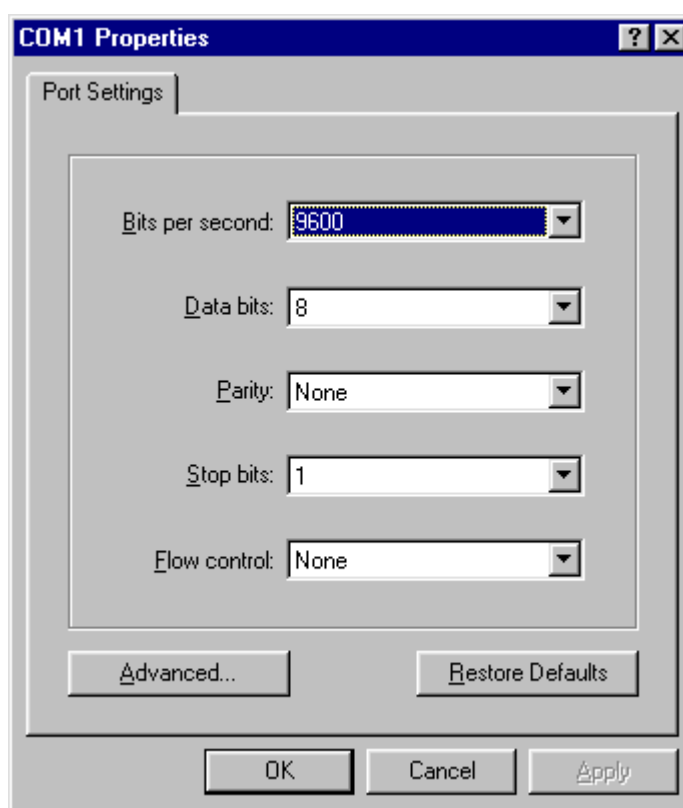 COM1 Properties
Port Settings
Bits per second: 9600
Data bits: 8
Parity: None
Stop bits: 1
Flow control: None
Advanced... Restore Defaults
OK Cancel Apply